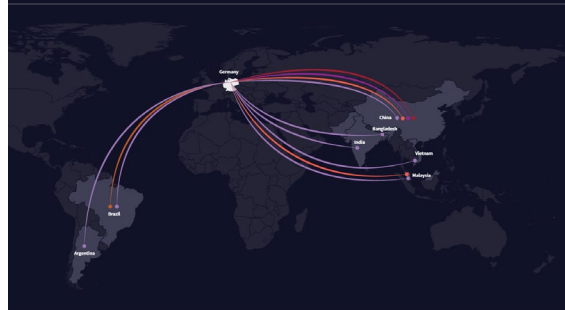 Germany
China
Bangladesh
India
Vietnam
Malaysia
Brazil
Argentina